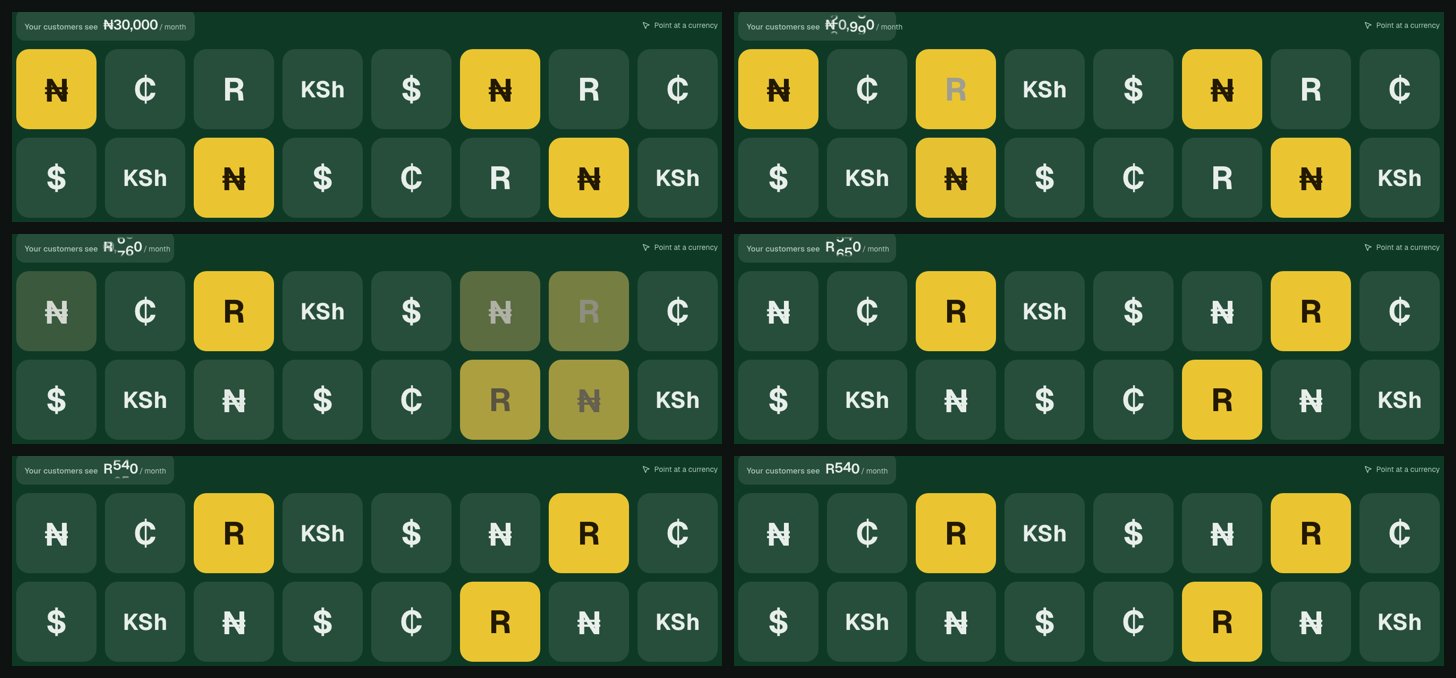 Your customers see ₦30,000 / month Point at a currency
₦ ₵ R KSh $ ₦ R ₵
$ KSh ₦ $ ₵ R ₦ KSh
Your customers see / month Point at a currency
₦ ₵ R KSh $ ₦ R ₵
$ KSh ₦ $ ₵ R ₦ KSh
Your customers see / month Point at a currency
₦ ₵ R KSh $ ₦ R ₵
$ KSh ₦ $ ₵ R ₦ KSh
Your customers see / month Point at a currency
₦ ₵ R KSh $ ₦ R ₵
$ KSh ₦ $ ₵ R ₦ KSh
Your customers see R540 / month Point at a currency
₦ ₵ R KSh $ ₦ R ₵
$ KSh ₦ $ ₵ R ₦ KSh
Your customers see R540 / month Point at a currency
₦ ₵ R KSh $ ₦ R ₵
$ KSh ₦ $ ₵ R ₦ KSh